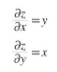 ∂z/∂x = y
∂z/∂y = x